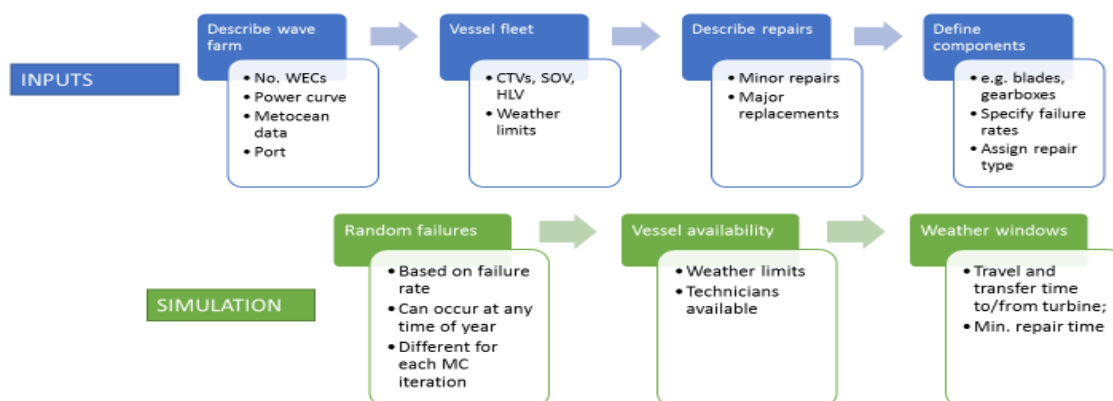 Describe wave
farm
Vessel fleet
Describe repairs
Define
components
INPUTS
• No. WECs
• Power curve
• Metocean
data
• Port
• CTVs, SOV,
HLV
• Weather
limits
• Minor repairs
• Major
replacements
• e.g. blades,
gearboxes
• Specify failure
rates
• Assign repair
type
Random failures
Vessel availability
Weather windows
SIMULATION
• Based on failure
rate
• Can occur at any
time of year
• Different for
each MC
iteration
• Weather limits
• Technicians
available
• Travel and
transfer time
to/from turbine;
• Min. repair time